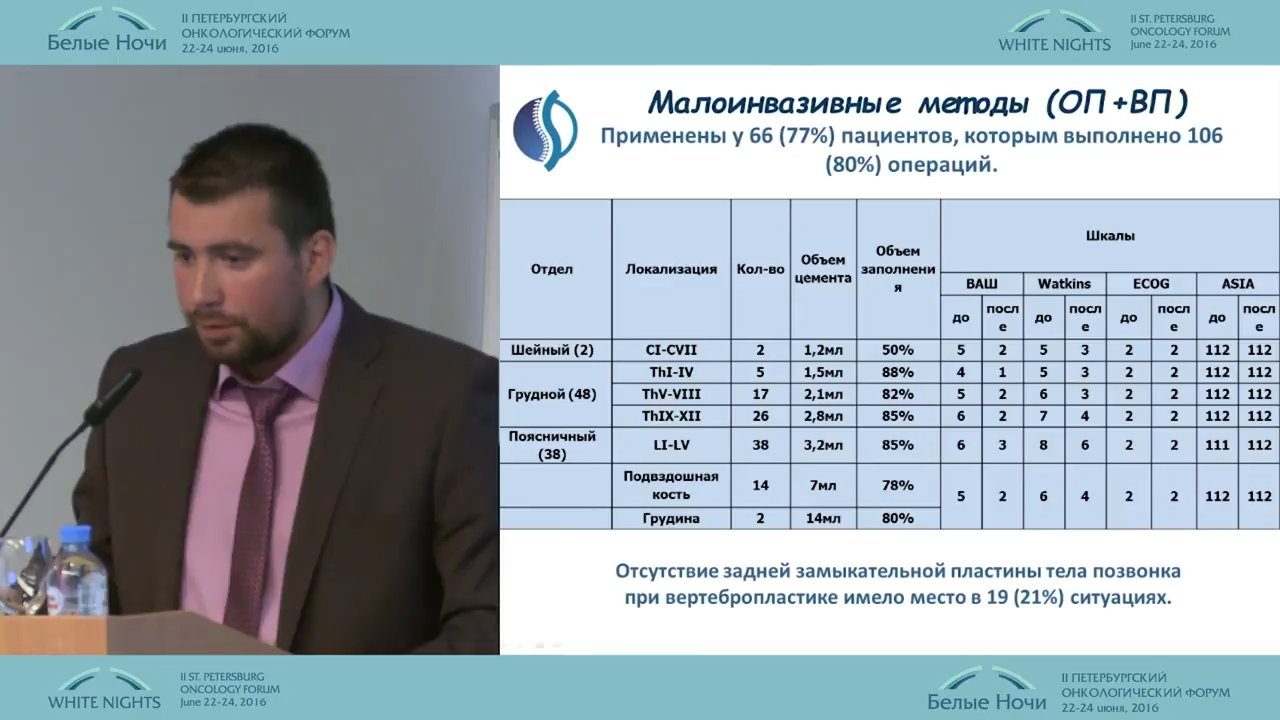 Белые Ночи
II ПЕТЕРБУРГСКИЙ
ОНКОЛОГИЧЕСКИЙ ФОРУМ
22-24 июня, 2016
WHITE NIGHTS
II ST. PETERSBURG
ONCOLOGY FORUM
June 22-24, 2016
Малоинвазивные методы (ОП+ВП)
Применены у 66 (77%) пациентов, которым выполнено 106
(80%) операций.
Отдел Локализация Кол-во Объем цемента Объем заполнения Шкалы
ВАШ Watkins ECOG ASIA
до после до после до после до после
Шейный (2) CI-CVII 2 1,2мл 50% 5 2 5 3 2 2 112 112
ThI-IV 5 1,5мл 88% 4 1 5 3 2 2 112 112
Грудной (48) ThV-VIII 17 2,1мл 82% 5 2 6 3 2 2 112 112
ThIX-XII 26 2,8мл 85% 6 2 7 4 2 2 112 112
Поясничный (38) LI-LV 38 3,2мл 85% 6 3 8 6 2 2 111 112
Подвздошная кость 14 7мл 78% 5 2 6 4 2 2 112 112
Грудина 2 14мл 80%
Отсутствие задней замыкательной пластины тела позвонка
при вертебропластике имело место в 19 (21%) ситуациях.
WHITE NIGHTS
II ST. PETERSBURG
ONCOLOGY FORUM
June 22-24, 2016
Белые Ночи
II ПЕТЕРБУРГСКИЙ
ОНКОЛОГИЧЕСКИЙ ФОРУМ
22-24 июня, 2016